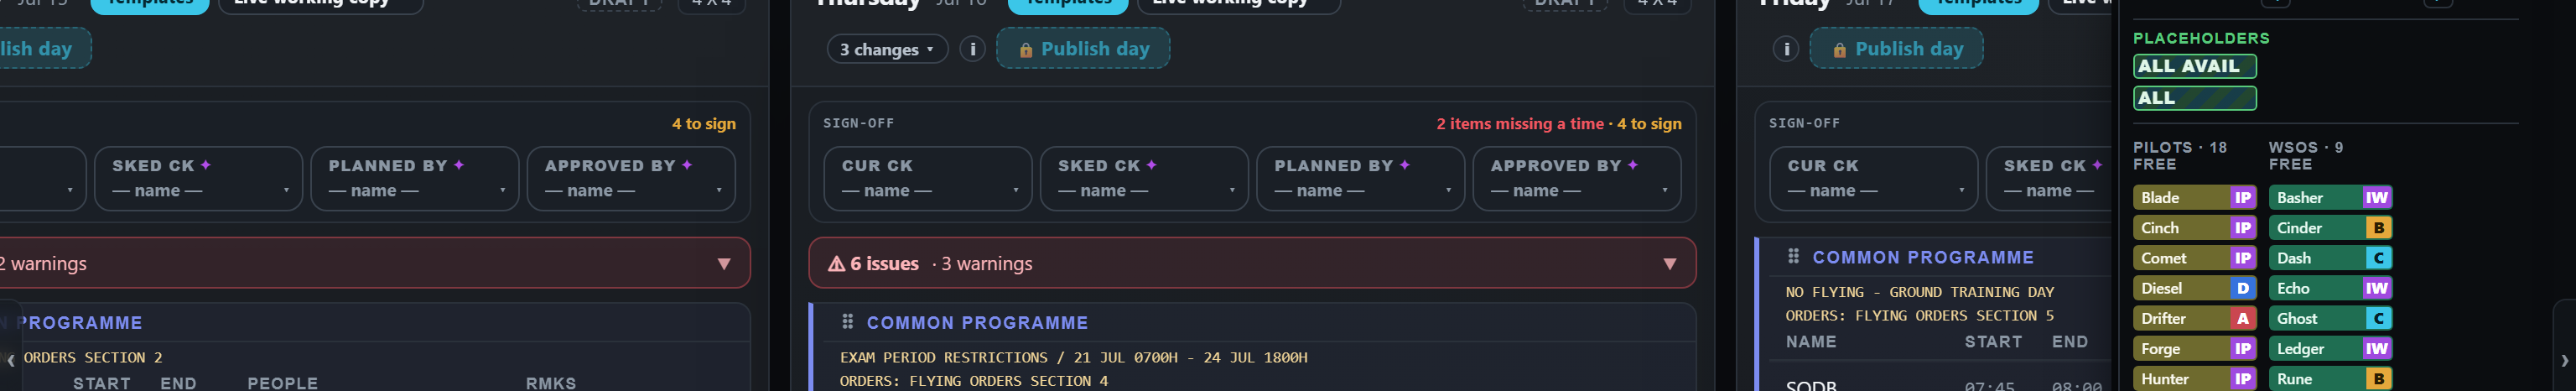 Templates
Live working copy
DRAFT
4 X 4
lish day
4 to sign
SKED CK ✦
— name —
PLANNED BY ✦
— name —
APPROVED BY ✦
— name —
2 warnings
PROGRAMME
ORDERS SECTION 2
START END PEOPLE RMKS
Thursday Jul 16
Templates
Live working copy
DRAFT
4 X 4
3 changes
i
Publish day
SIGN-OFF
2 items missing a time · 4 to sign
CUR CK
— name —
SKED CK ✦
— name —
PLANNED BY ✦
— name —
APPROVED BY ✦
— name —
6 issues · 3 warnings
COMMON PROGRAMME
EXAM PERIOD RESTRICTIONS / 21 JUL 0700H - 24 JUL 1800H
ORDERS: FLYING ORDERS SECTION 4
Friday Jul 17
Templates
i
Publish day
SIGN-OFF
CUR CK
— name —
SKED CK ✦
— name —
COMMON PROGRAMME
NO FLYING - GROUND TRAINING DAY
ORDERS: FLYING ORDERS SECTION 5
NAME START END
SODB 07:45 08:00
PLACEHOLDERS
ALL AVAIL
ALL
PILOTS · 18 FREE
WSOS · 9 FREE
Blade IP
Basher IW
Cinch IP
Cinder B
Comet IP
Dash C
Diesel D
Echo IW
Drifter A
Ghost C
Forge IP
Ledger IW
Hunter IP
Rune B